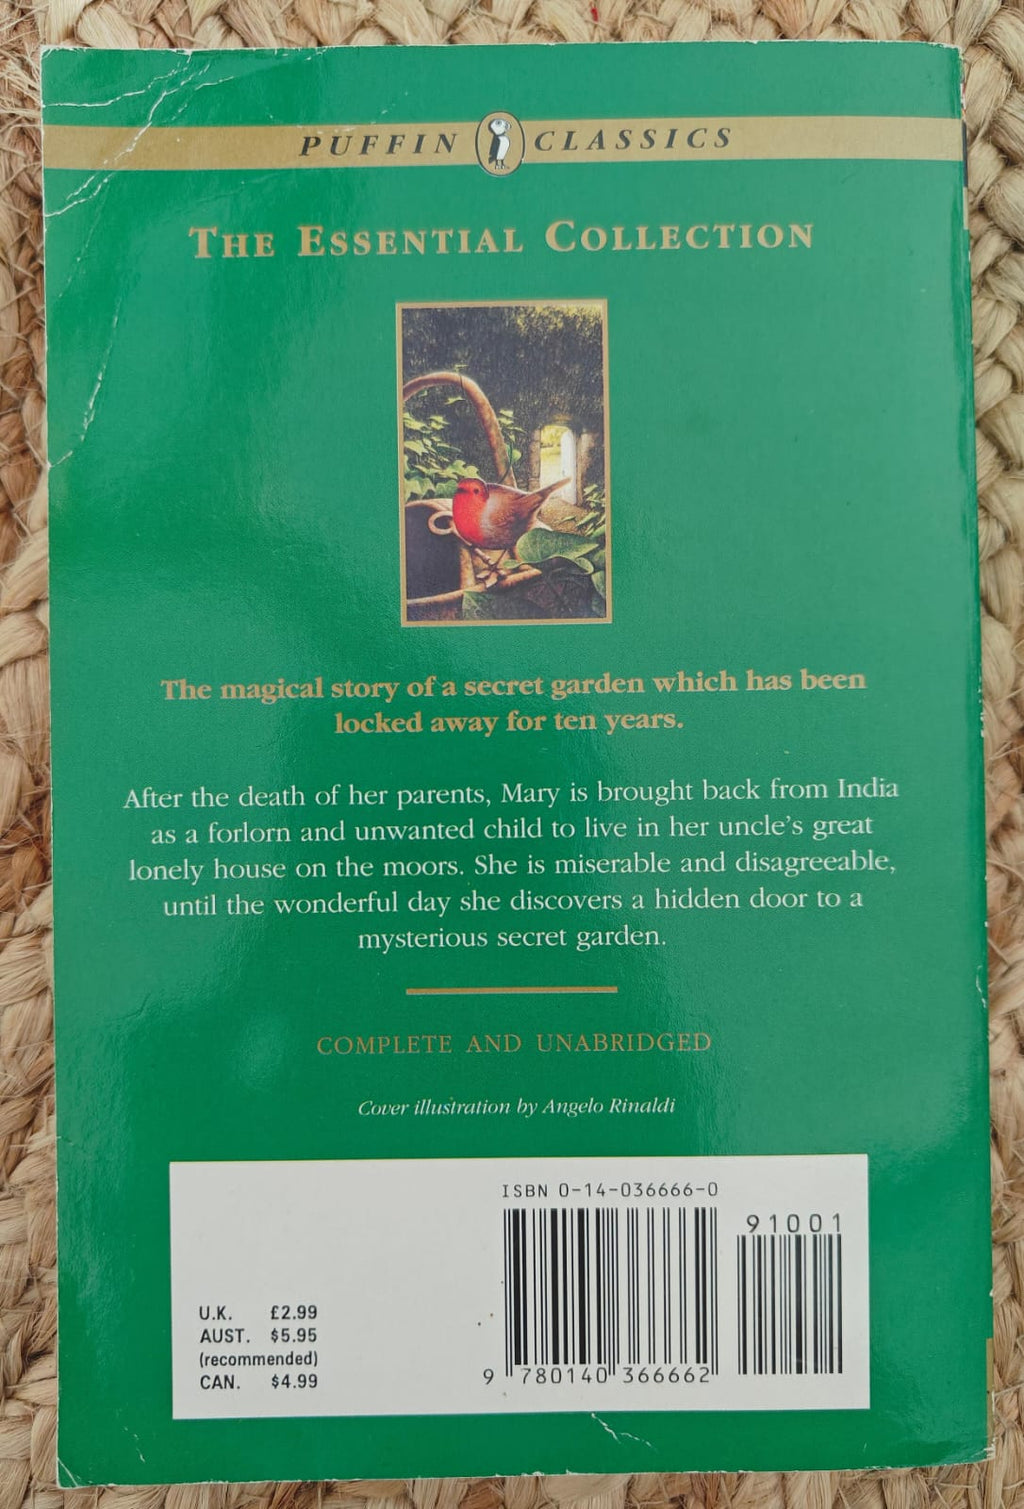 PUFFIN CLASSICS
THE ESSENTIAL COLLECTION
The magical story of a secret garden which has been
locked away for ten years.
After the death of her parents, Mary is brought back from India
as a forlorn and unwanted child to live in her uncle's great
lonely house on the moors. She is miserable and disagreeable,
until the wonderful day she discovers a hidden door to a
mysterious secret garden.
COMPLETE AND UNABRIDGED
Cover illustration by Angelo Rinaldi
ISBN 0-14-036666-0
91001
U.K. £2.99
AUST. $5.95
(recommended)
CAN. $4.99
9 780140 366662